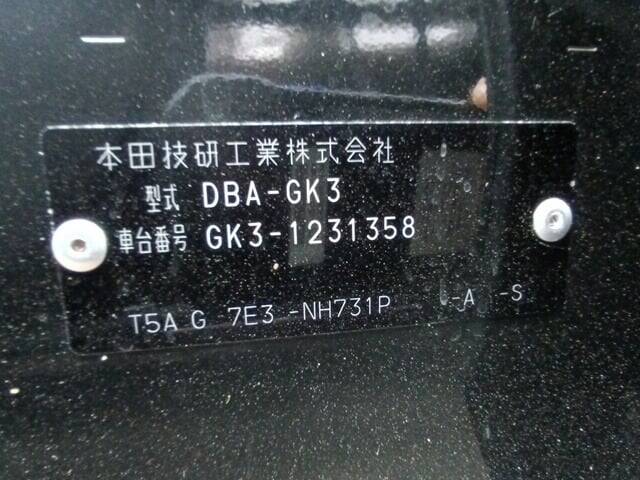 本田技研工業株式会社
型式 DBA-GK3
車台番号 GK3-1231358
T5A G 7E3 -NH731P -A -S